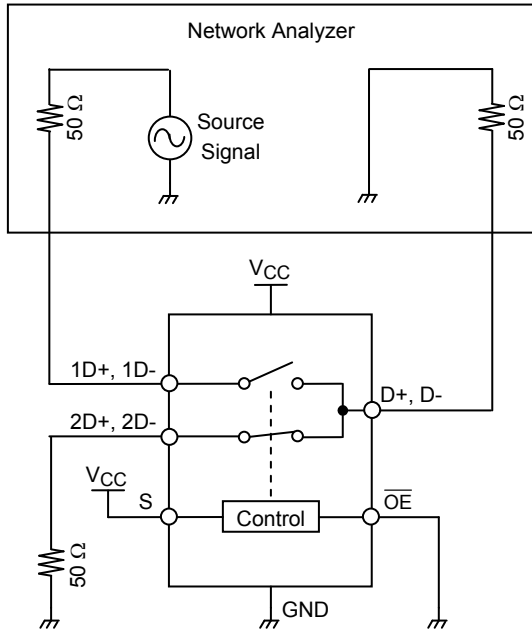 Network Analyzer
50 Ω
Source
Signal
50 Ω
VCC
1D+, 1D-
D+, D-
2D+, 2D-
VCC
S
Control
OE
50 Ω
GND